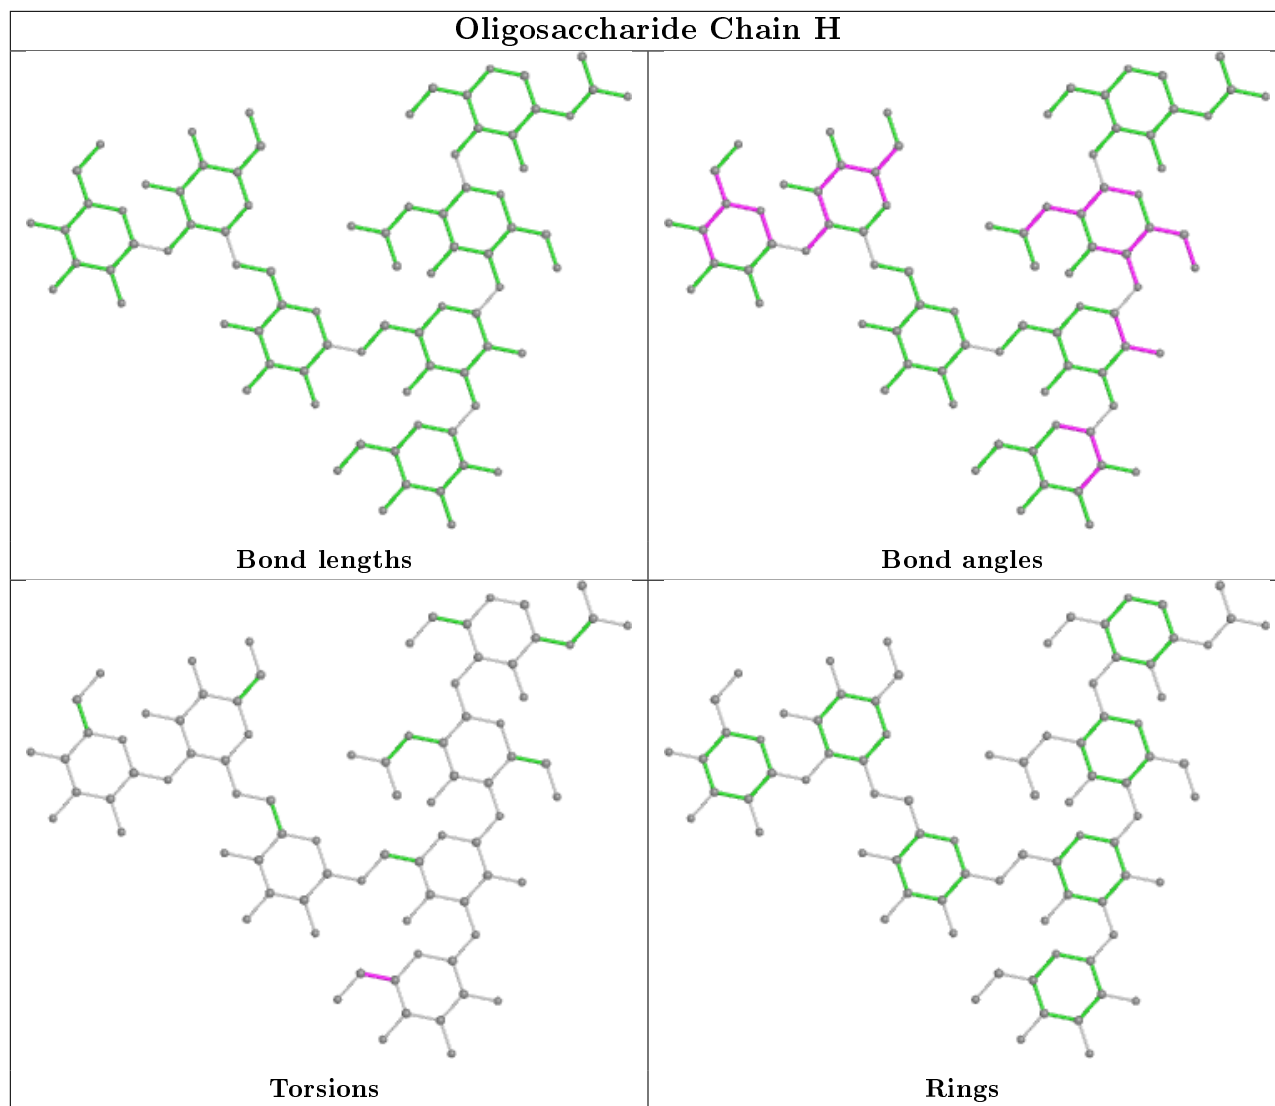 Oligosaccharide Chain H
Bond lengths
Bond angles
Torsions
Rings